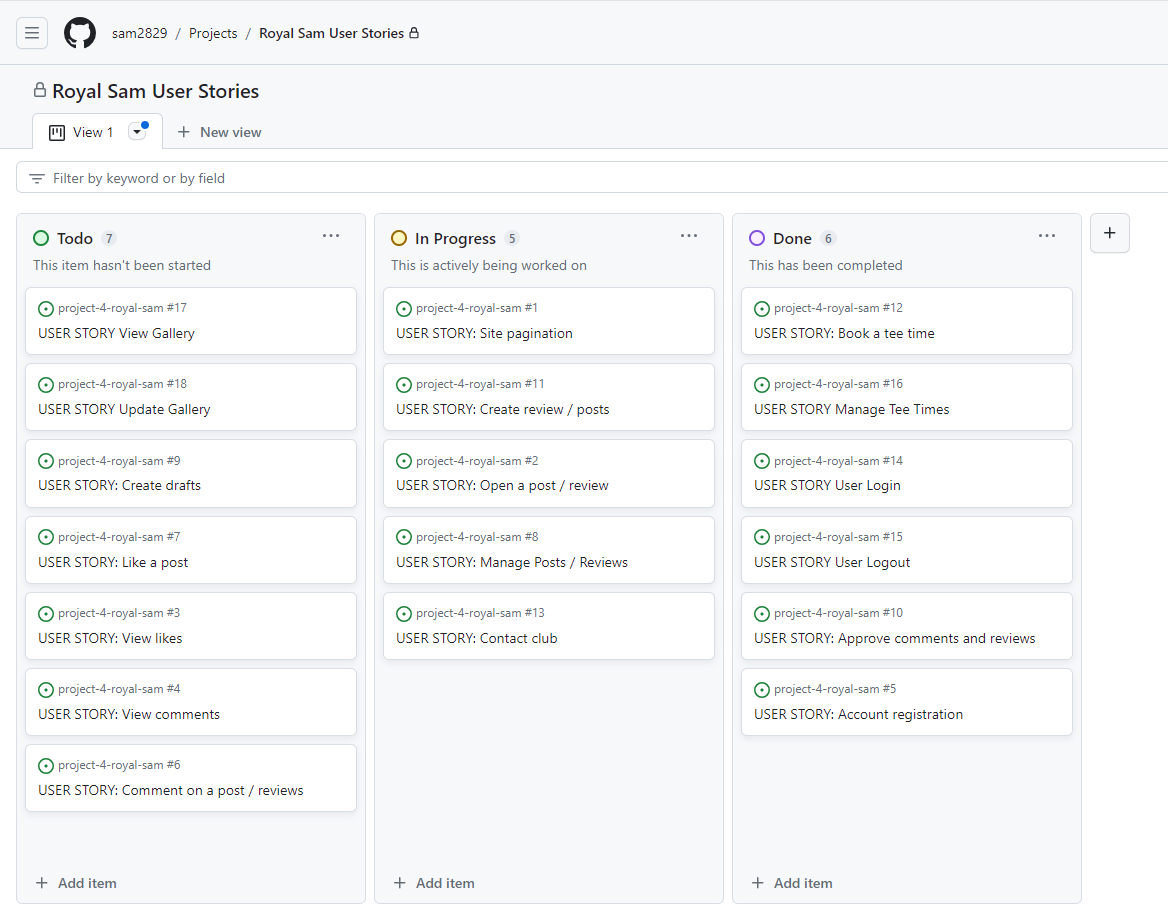 sam2829 / Projects / Royal Sam User Stories
Royal Sam User Stories
View 1
New view
Filter by keyword or by field
Todo 7
This item hasn't been started
project-4-royal-sam #17
USER STORY View Gallery
project-4-royal-sam #18
USER STORY Update Gallery
project-4-royal-sam #9
USER STORY: Create drafts
project-4-royal-sam #7
USER STORY: Like a post
project-4-royal-sam #3
USER STORY: View likes
project-4-royal-sam #4
USER STORY: View comments
project-4-royal-sam #6
USER STORY: Comment on a post / reviews
Add item
In Progress 5
This is actively being worked on
project-4-royal-sam #1
USER STORY: Site pagination
project-4-royal-sam #11
USER STORY: Create review / posts
project-4-royal-sam #2
USER STORY: Open a post / review
project-4-royal-sam #8
USER STORY: Manage Posts / Reviews
project-4-royal-sam #13
USER STORY: Contact club
Add item
Done 6
This has been completed
project-4-royal-sam #12
USER STORY: Book a tee time
project-4-royal-sam #16
USER STORY Manage Tee Times
project-4-royal-sam #14
USER STORY User Login
project-4-royal-sam #15
USER STORY User Logout
project-4-royal-sam #10
USER STORY: Approve comments and reviews
project-4-royal-sam #5
USER STORY: Account registration
Add item